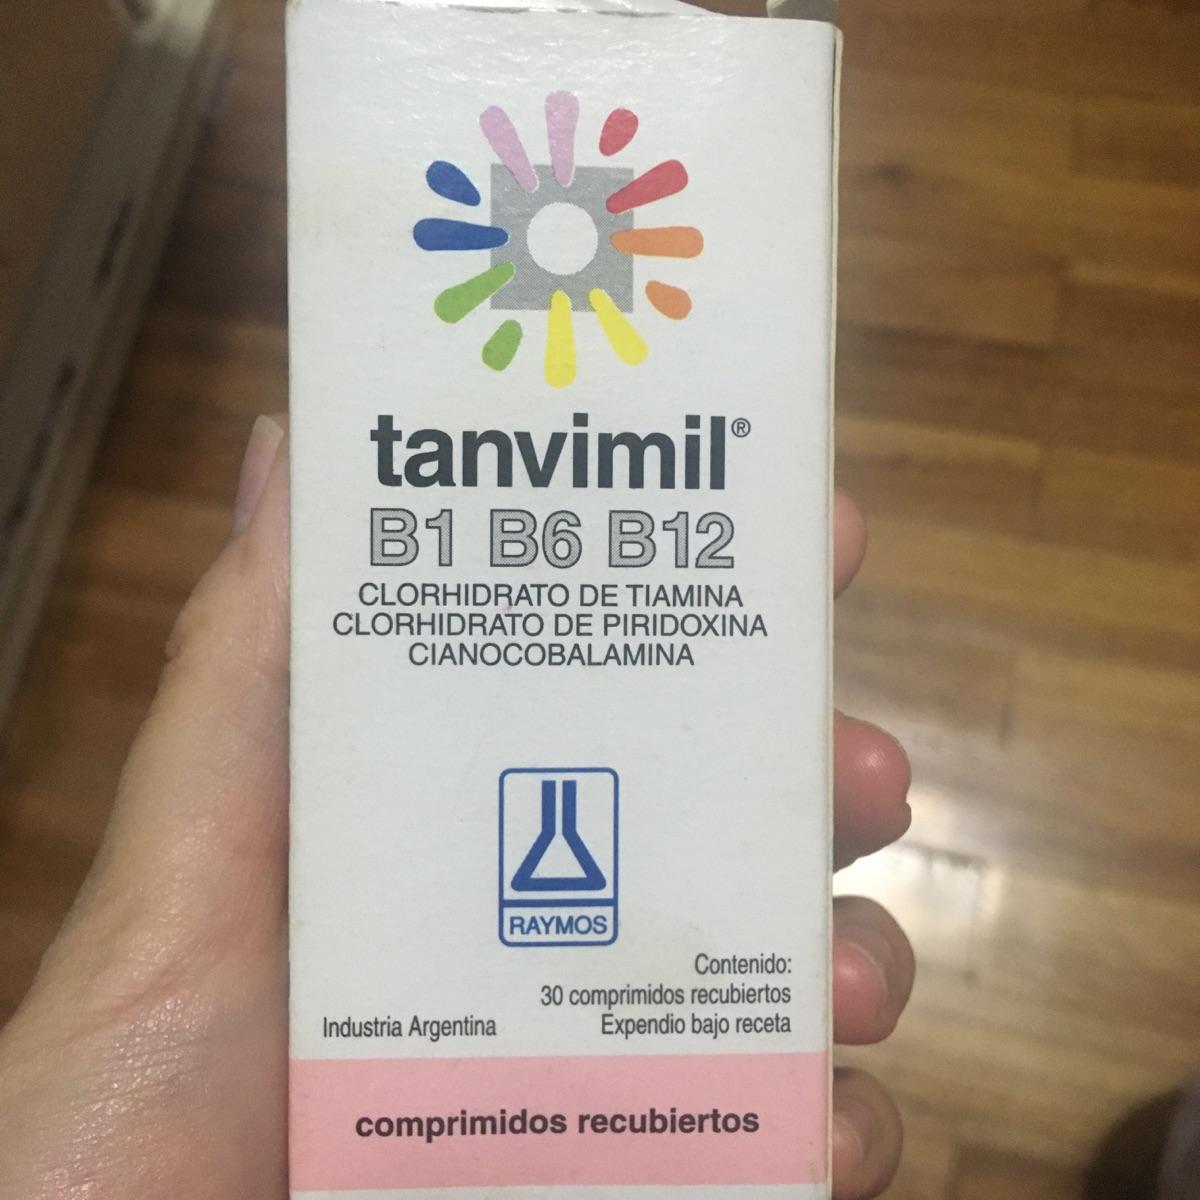 tanvimil®
B1 B6 B12
CLORHIDRATO DE TIAMINA
CLORHIDRATO DE PIRIDOXINA
CIANOCOBALAMINA
RAYMOS
Contenido:
30 comprimidos recubiertos
Industria Argentina Expendio bajo receta
comprimidos recubiertos